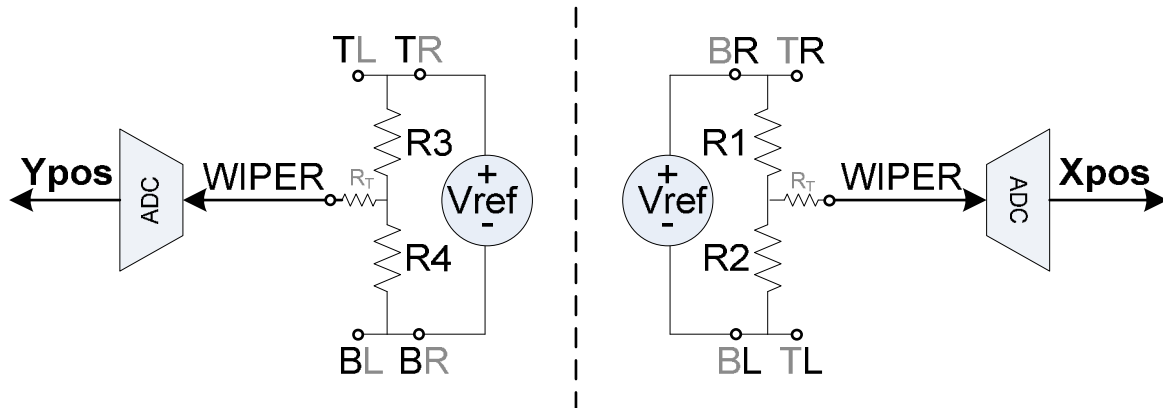 TL TR
R3
Ypos
ADC
WIPER
RT
+
Vref
-
R4
BL BR
BR TR
R1
+
Vref
-
RT
WIPER
ADC
Xpos
R2
BL TL